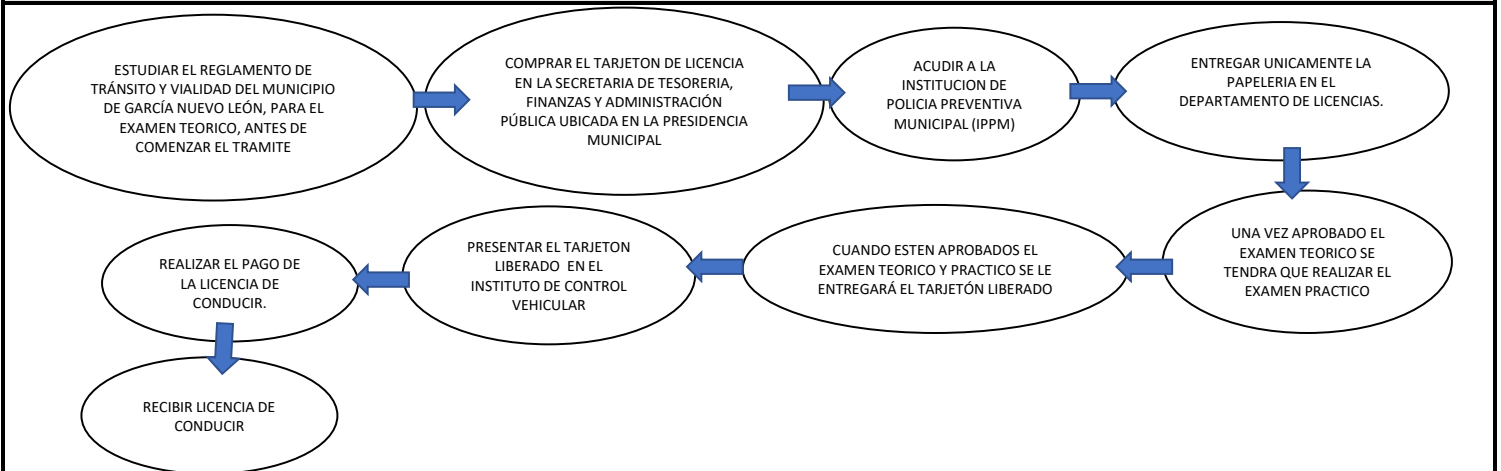 ESTUDIAR EL REGLAMENTO DE
TRÁNSITO Y VIALIDAD DEL MUNICIPIO
DE GARCÍA NUEVO LEÓN, PARA EL
EXAMEN TEORICO, ANTES DE
COMENZAR EL TRAMITE
COMPRAR EL TARJETON DE LICENCIA
EN LA SECRETARIA DE TESORERIA,
FINANZAS Y ADMINISTRACIÓN
PÚBLICA UBICADA EN LA PRESIDENCIA
MUNICIPAL
ACUDIR A LA
INSTITUCION DE
POLICIA PREVENTIVA
MUNICIPAL (IPPM)
ENTREGAR UNICAMENTE LA
PAPELERIA EN EL
DEPARTAMENTO DE LICENCIAS.
UNA VEZ APROBADO EL
EXAMEN TEORICO SE
TENDRA QUE REALIZAR EL
EXAMEN PRACTICO
CUANDO ESTEN APROBADOS EL
EXAMEN TEORICO Y PRACTICO SE LE
ENTREGARÁ EL TARJETÓN LIBERADO
PRESENTAR EL TARJETON
LIBERADO EN EL
INSTITUTO DE CONTROL
VEHICULAR
REALIZAR EL PAGO DE
LA LICENCIA DE
CONDUCIR.
RECIBIR LICENCIA DE
CONDUCIR